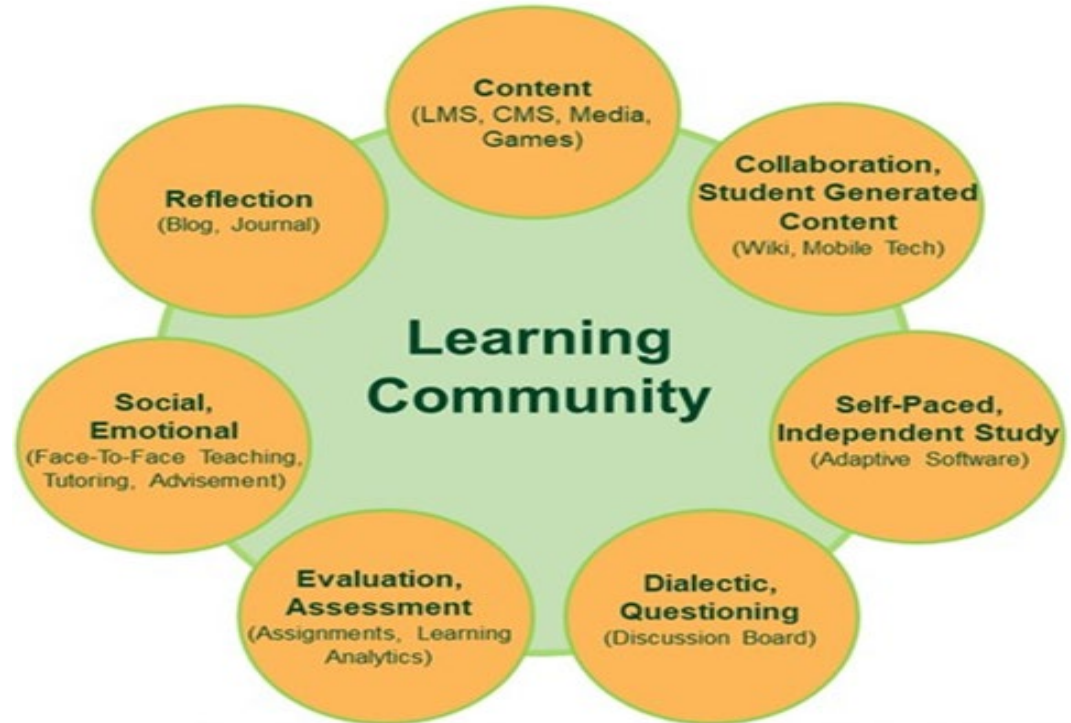 Content
(LMS, CMS, Media,
Games)
Collaboration,
Student Generated
Content
(Wiki, Mobile Tech)
Reflection
(Blog, Journal)
Learning
Community
Self-Paced,
Independent Study
(Adaptive Software)
Social,
Emotional
(Face-To-Face Teaching,
Tutoring, Advisement)
Evaluation,
Assessment
(Assignments, Learning
Analytics)
Dialectic,
Questioning
(Discussion Board)